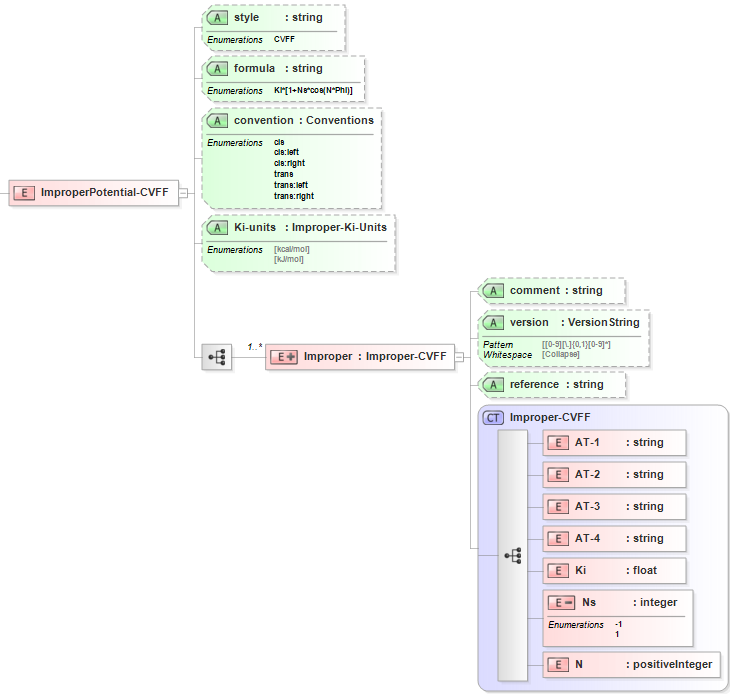 A style : string
Enumerations CVFF
A formula : string
Enumerations Ki*[1+Ns*cos(N*Phi)]
A convention : Conventions
Enumerations cis
cis:left
cis:right
trans
trans:left
trans:right
E ImproperPotential-CVFF
A Ki-units : Improper-Ki-Units
Enumerations [kcal/mol]
[kJ/mol]
1..*
E Improper : Improper-CVFF
A comment : string
A version : VersionString
Pattern [[0-9][\.]{0,1}[0-9]*]
Whitespace [Collapse]
A reference : string
CT Improper-CVFF
E AT-1 : string
E AT-2 : string
E AT-3 : string
E AT-4 : string
E Ki : float
E Ns : integer
Enumerations -1
1
E N : positiveInteger